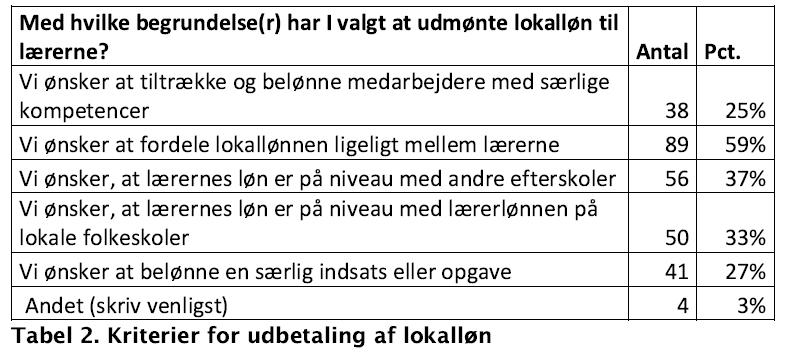 Med hvilke begrundelse(r) har I valgt at udmønte lokalløn til
lærerne? Antal Pct.
Vi ønsker at tiltrække og belønne medarbejdere med særlige
kompetencer 38 25%
Vi ønsker at fordele lokallønnen ligeligt mellem lærerne 89 59%
Vi ønsker, at lærernes løn er på niveau med andre efterskoler 56 37%
Vi ønsker, at lærernes løn er på niveau med lærerlønnen på
lokale folkeskoler 50 33%
Vi ønsker at belønne en særlig indsats eller opgave 41 27%
Andet (skriv venligst) 4 3%
Tabel 2. Kriterier for udbetaling af lokalløn